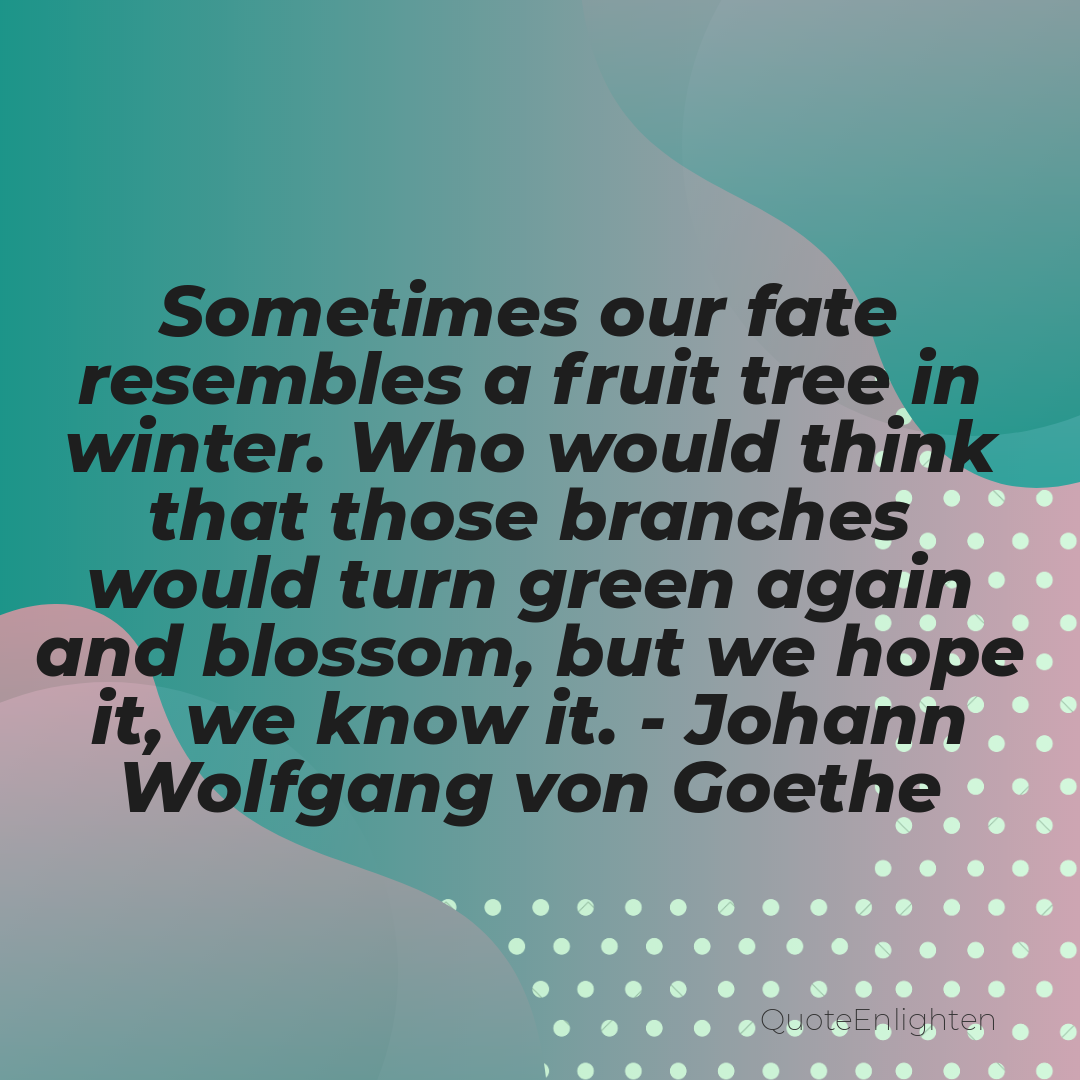 Sometimes our fate
resembles a fruit tree in
winter. Who would think
that those branches
would turn green again
and blossom, but we hope
it, we know it. - Johann
Wolfgang von Goethe
QuoteEnlighten